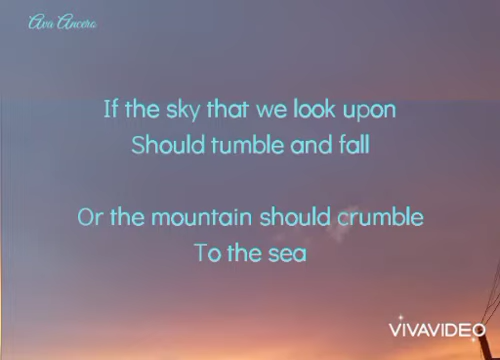 Ava Ancero
If the sky that we look upon
Should tumble and fall
Or the mountain should crumble
To the sea
VIVAVIDEO